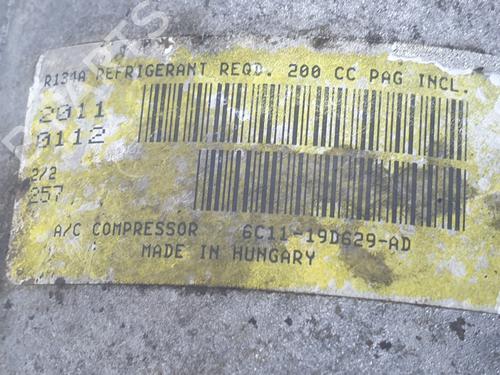 R134A REFRIGERANT REQD. 200 CC PAG INCL.
2011
0112
2/2
257
A/C COMPRESSOR 6C11-19D629-AD
MADE IN HUNGARY